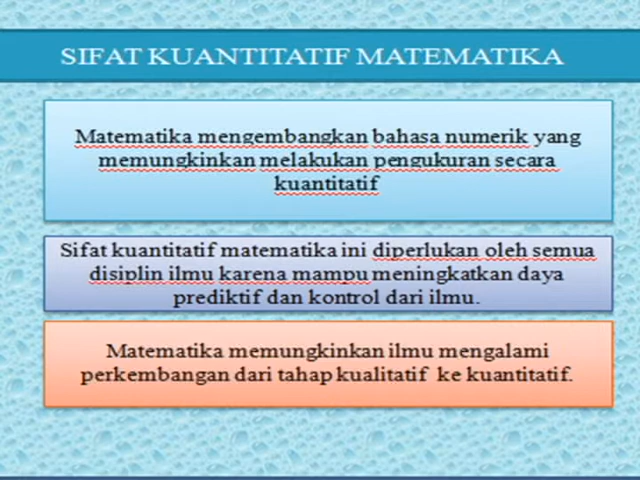 SIFAT KUANTITATIF MATEMATIKA
Matematika mengembangkan bahasa numerik yang
memungkinkan melakukan pengukuran secara
kuantitatif
Sifat kuantitatif matematika ini diperlukan oleh semua
disiplin ilmu karena mampu meningkatkan daya
prediktif dan kontrol dari ilmu.
Matematika memungkinkan ilmu mengalami
perkembangan dari tahap kualitatif ke kuantitatif.